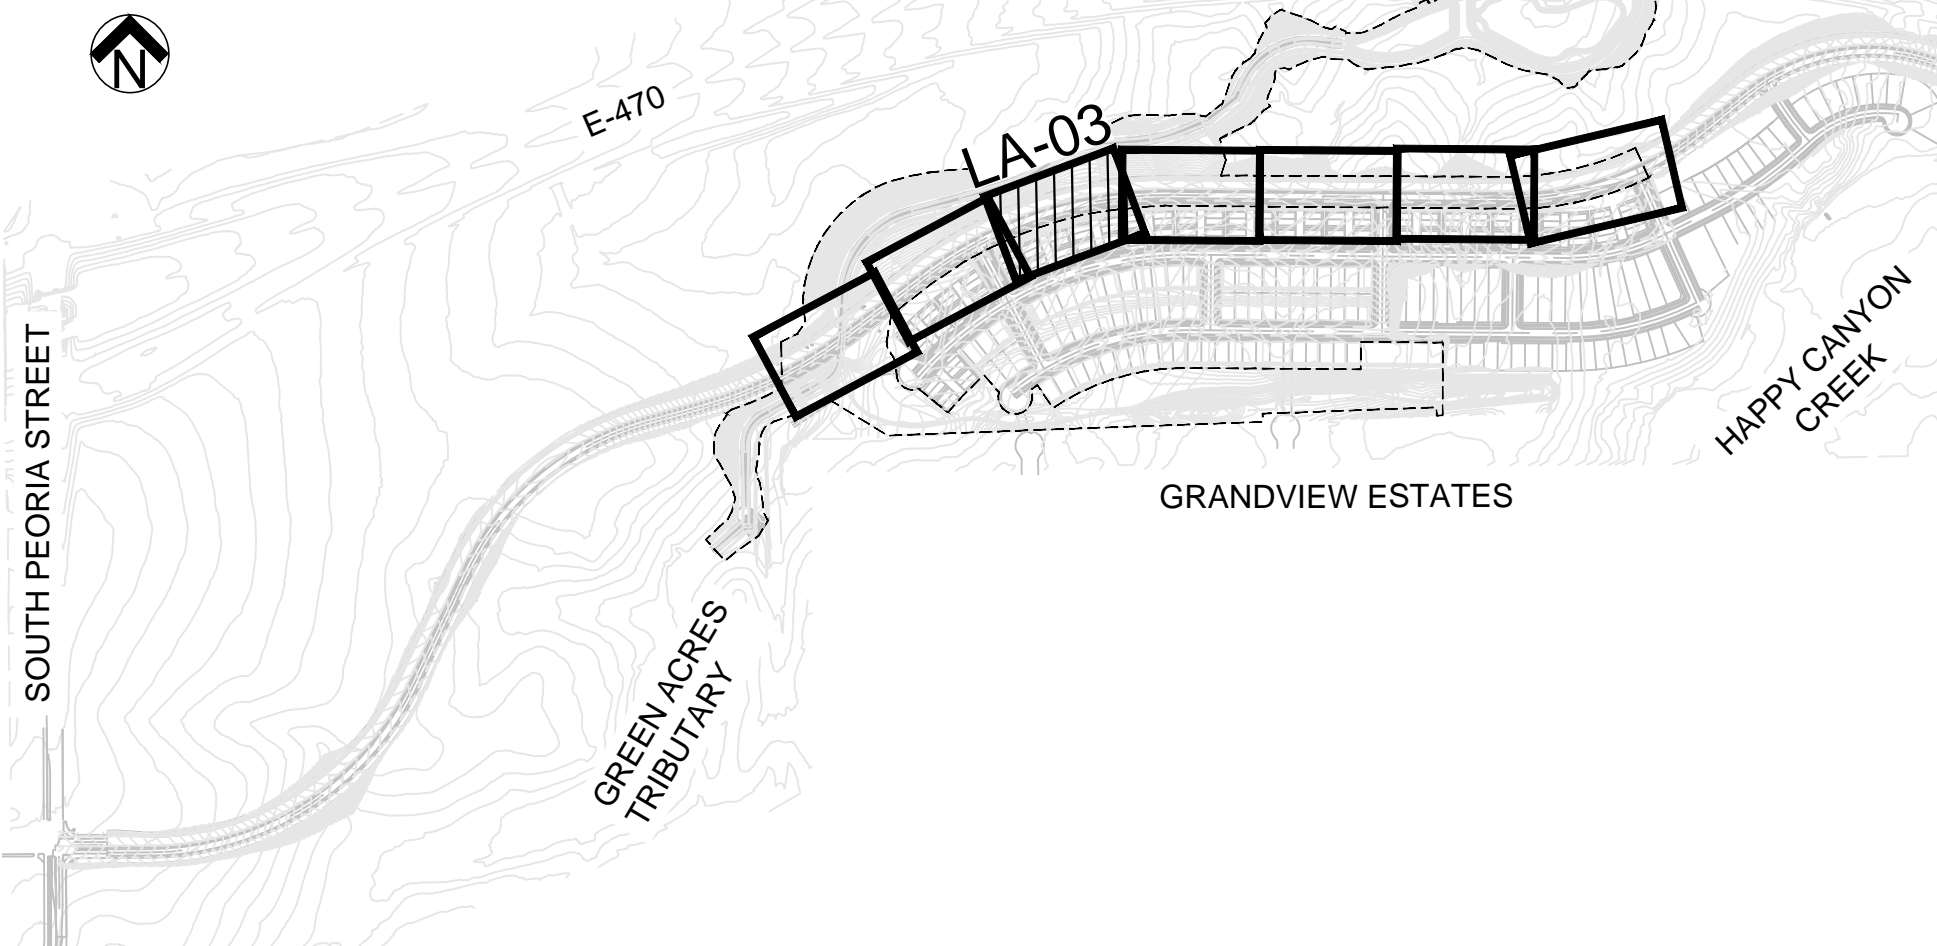 N
E-470
LA-03
SOUTH PEORIA STREET
HAPPY CANYON
CREEK
GRANDVIEW ESTATES
GREEN ACRES
TRIBUTARY